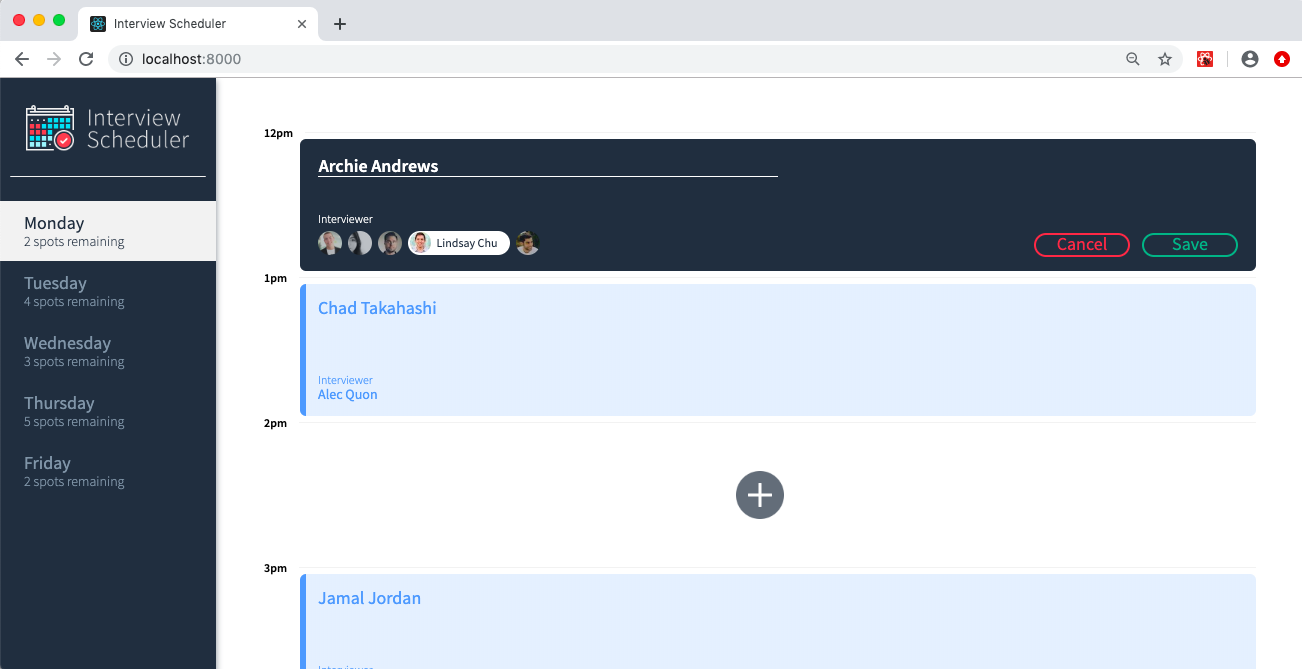 Interview Scheduler
localhost:8000
Interview
Scheduler
Monday
2 spots remaining
Tuesday
4 spots remaining
Wednesday
3 spots remaining
Thursday
5 spots remaining
Friday
2 spots remaining
12pm
Archie Andrews
Interviewer
Lindsay Chu
Cancel
Save
1pm
Chad Takahashi
Interviewer
Alec Quon
2pm
3pm
Jamal Jordan